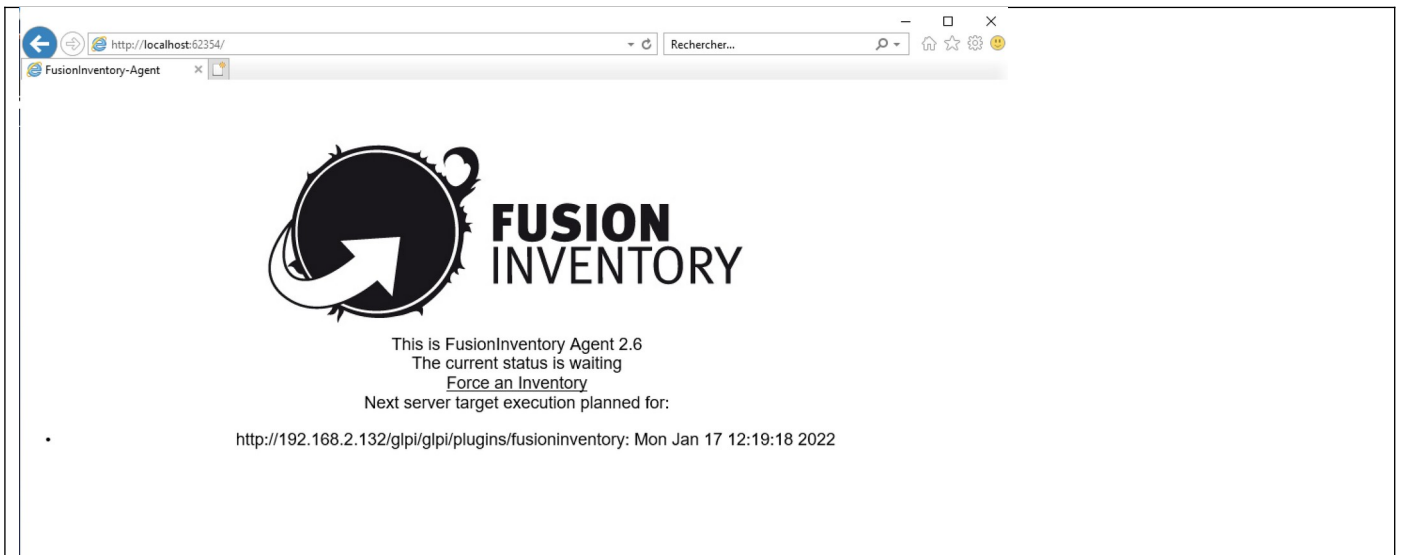 http://localhost:62354/
Rechercher...
FusionInventory-Agent
FUSION
INVENTORY
This is FusionInventory Agent 2.6
The current status is waiting
Force an Inventory
Next server target execution planned for:
• http://192.168.2.132/glpi/glpi/plugins/fusioninventory: Mon Jan 17 12:19:18 2022